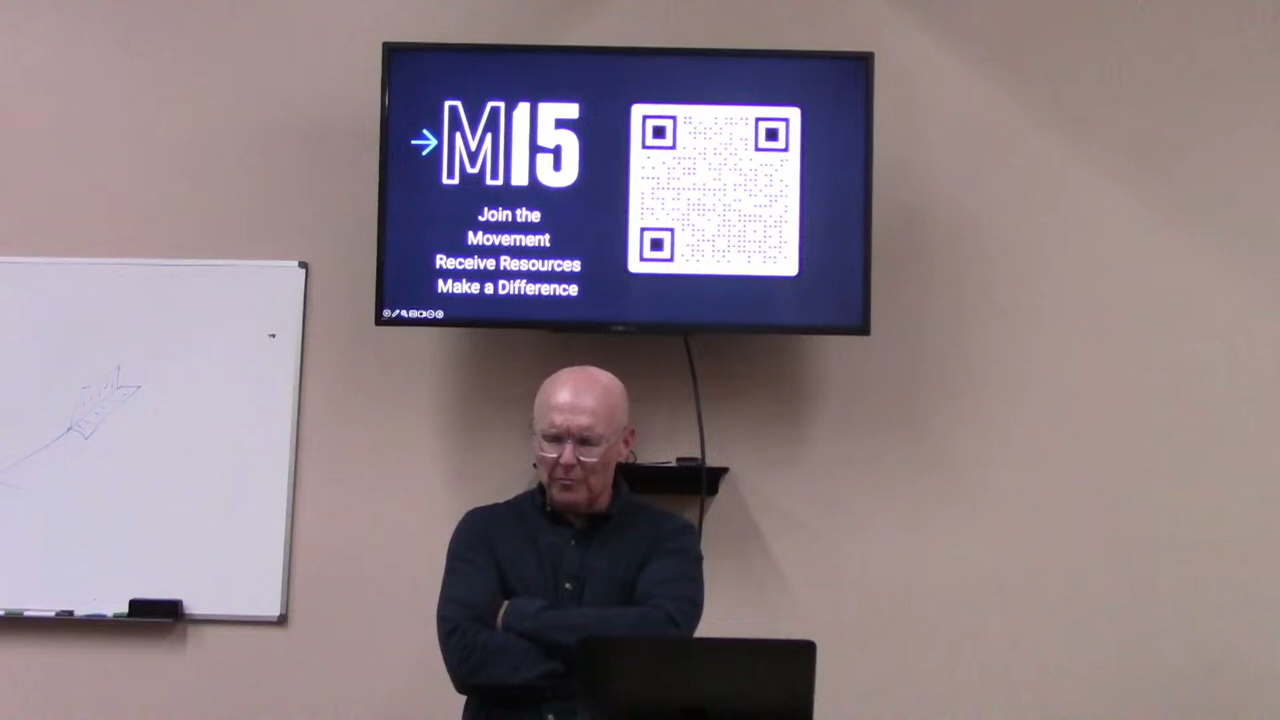 M15
Join the
Movement
Receive Resources
Make a Difference